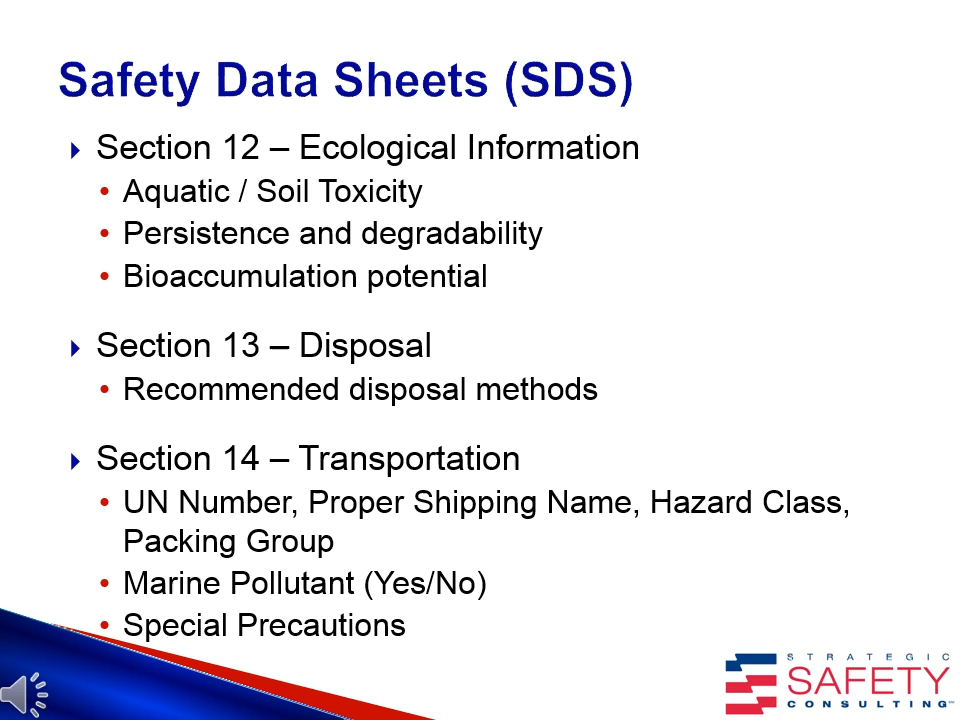 Safety Data Sheets (SDS)
Section 12 – Ecological Information
• Aquatic / Soil Toxicity
• Persistence and degradability
• Bioaccumulation potential
Section 13 – Disposal
• Recommended disposal methods
Section 14 – Transportation
• UN Number, Proper Shipping Name, Hazard Class,
Packing Group
• Marine Pollutant (Yes/No)
• Special Precautions
STRATEGIC
SAFETY
CONSULTING